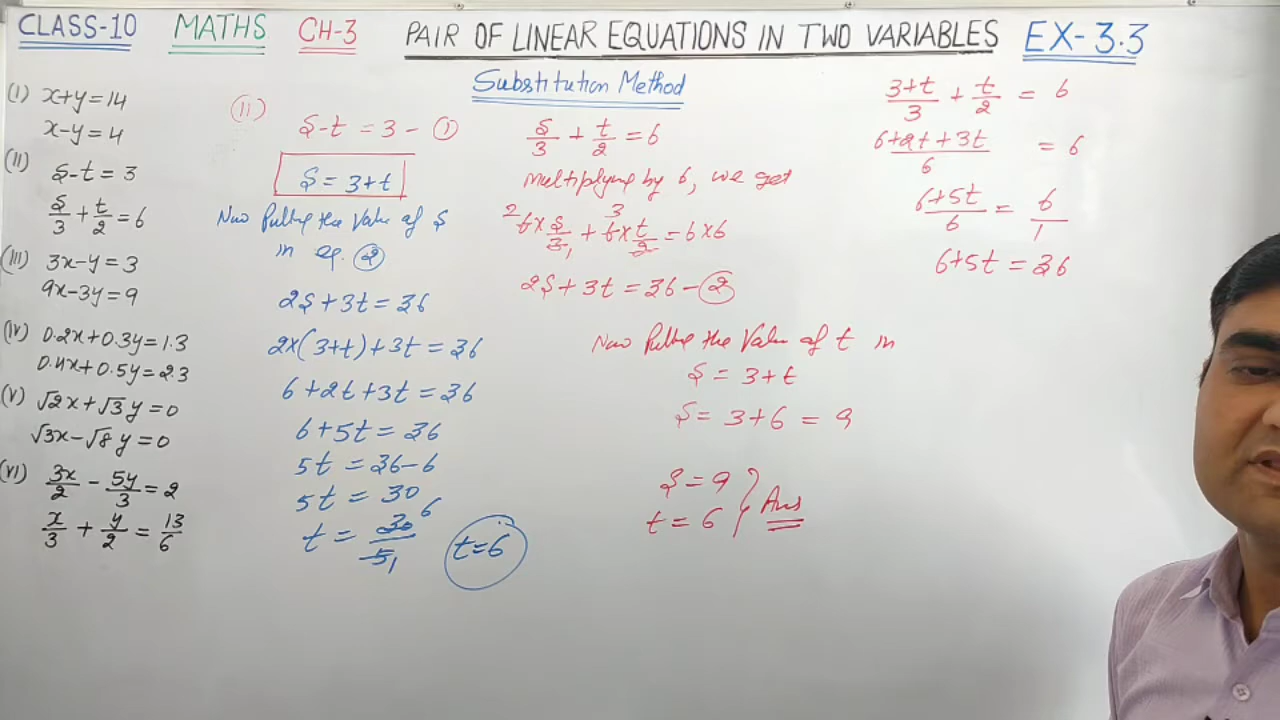 CLASS-10 MATHS CH-3 PAIR OF LINEAR EQUATIONS IN TWO VARIABLES EX-3.3
Substitution Method
(I) x+y=14
x-y=4
(II) S-t=3
S/3 + t/2 = 6
(III) 3x-y=3
9x-3y=9
(IV) 0.2x+0.3y=1.3
0.4x+0.5y=2.3
(V) √2x+√3y=0
√3x-√8y=0
(VI) 3x/2 - 5y/3 = 2
x/3 + y/2 = 13/6
(II)
S-t = 3 - ①
S = 3+t
Now Putting the Value of S
in eq. ②
2S+3t=36
2×(3+t)+3t=36
6+2t+3t=36
6+5t=36
5t=36-6
5t=30
t = 30/5 6 1
t=6
S/3 + t/2 = 6
Multiplying by 6, we get
2 6×S/3 1 + 3 6×t/2 = 6×6
2S+3t=36-②
Now Putting the Value of t in
S = 3+t
S = 3+6 = 9
S = 9
t = 6 } Ans
3+t/3 + t/2 = 6
6+2t+3t/6 = 6
6+5t/6 = 6/1
6+5t=36